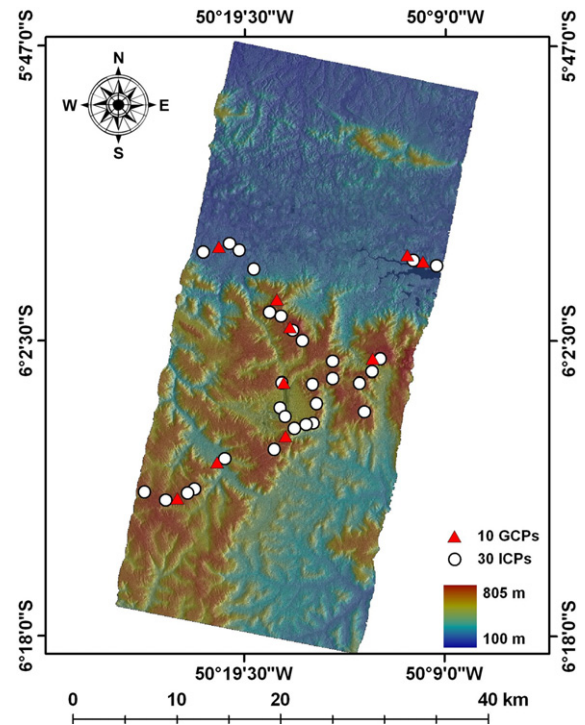 50°19'30"W 50°9'0"W
5°47'0"S 5°47'0"S
N
W E
S
6°2'30"S 6°2'30"S
10 GCPs
30 ICPs
805 m
100 m
6°18'0"S 6°18'0"S
50°19'30"W 50°9'0"W
0 10 20 40 km